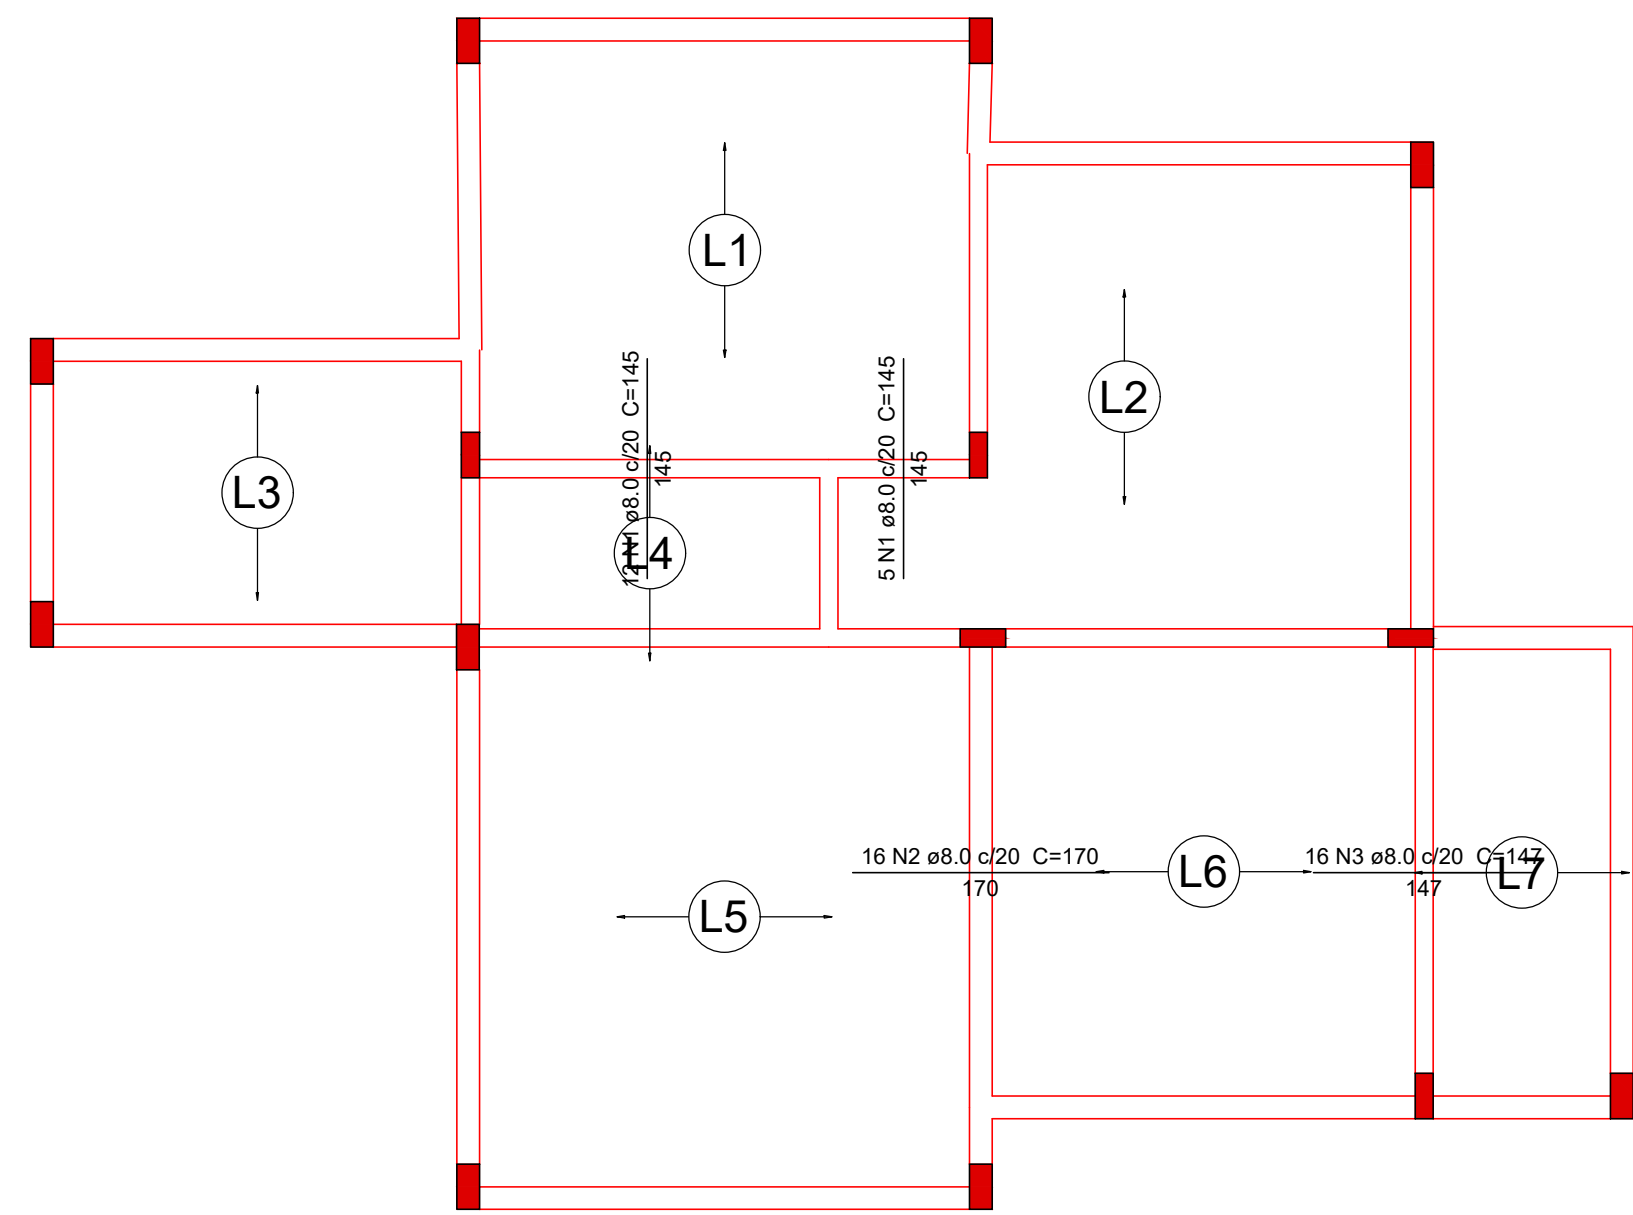 L1
L2
L3
12 N1 ø8.0 c/20 C=145
145
5 N1 ø8.0 c/20 C=145
145
L4
16 N2 ø8.0 c/20 C=170
170
L6
16 N3 ø8.0 c/20 C=147
147
L7
L5